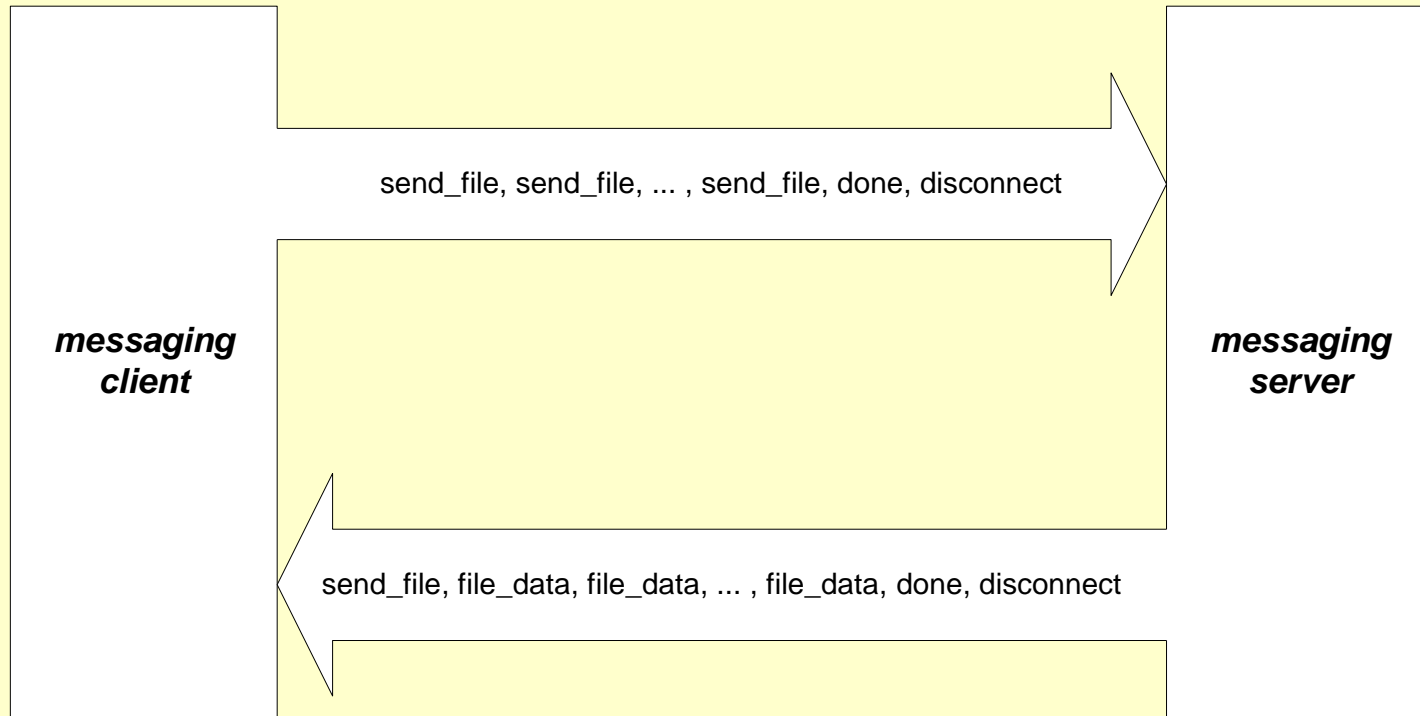 send_file, send_file, ... , send_file, done, disconnect
messaging
client
messaging
server
send_file, file_data, file_data, ... , file_data, done, disconnect